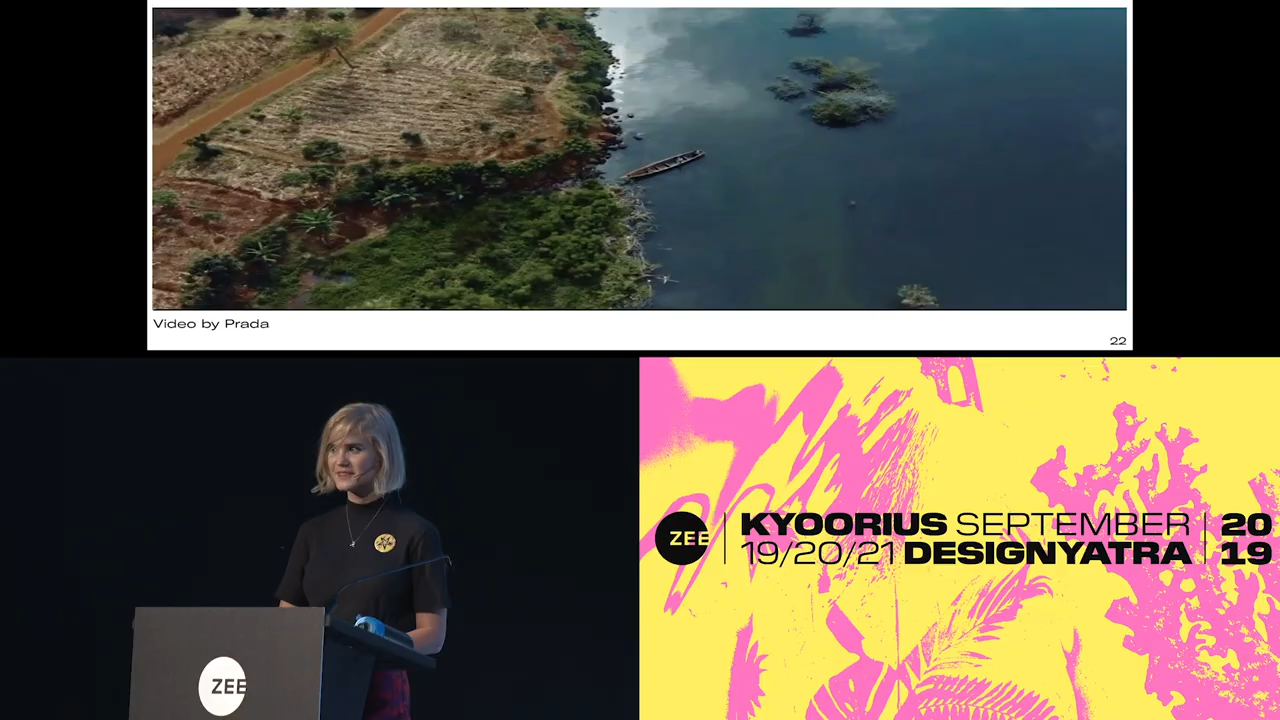 Video by Prada
22
ZEE
ZEE
KYOORIUS SEPTEMBER
19/20/21 DESIGNYATRA
20
19